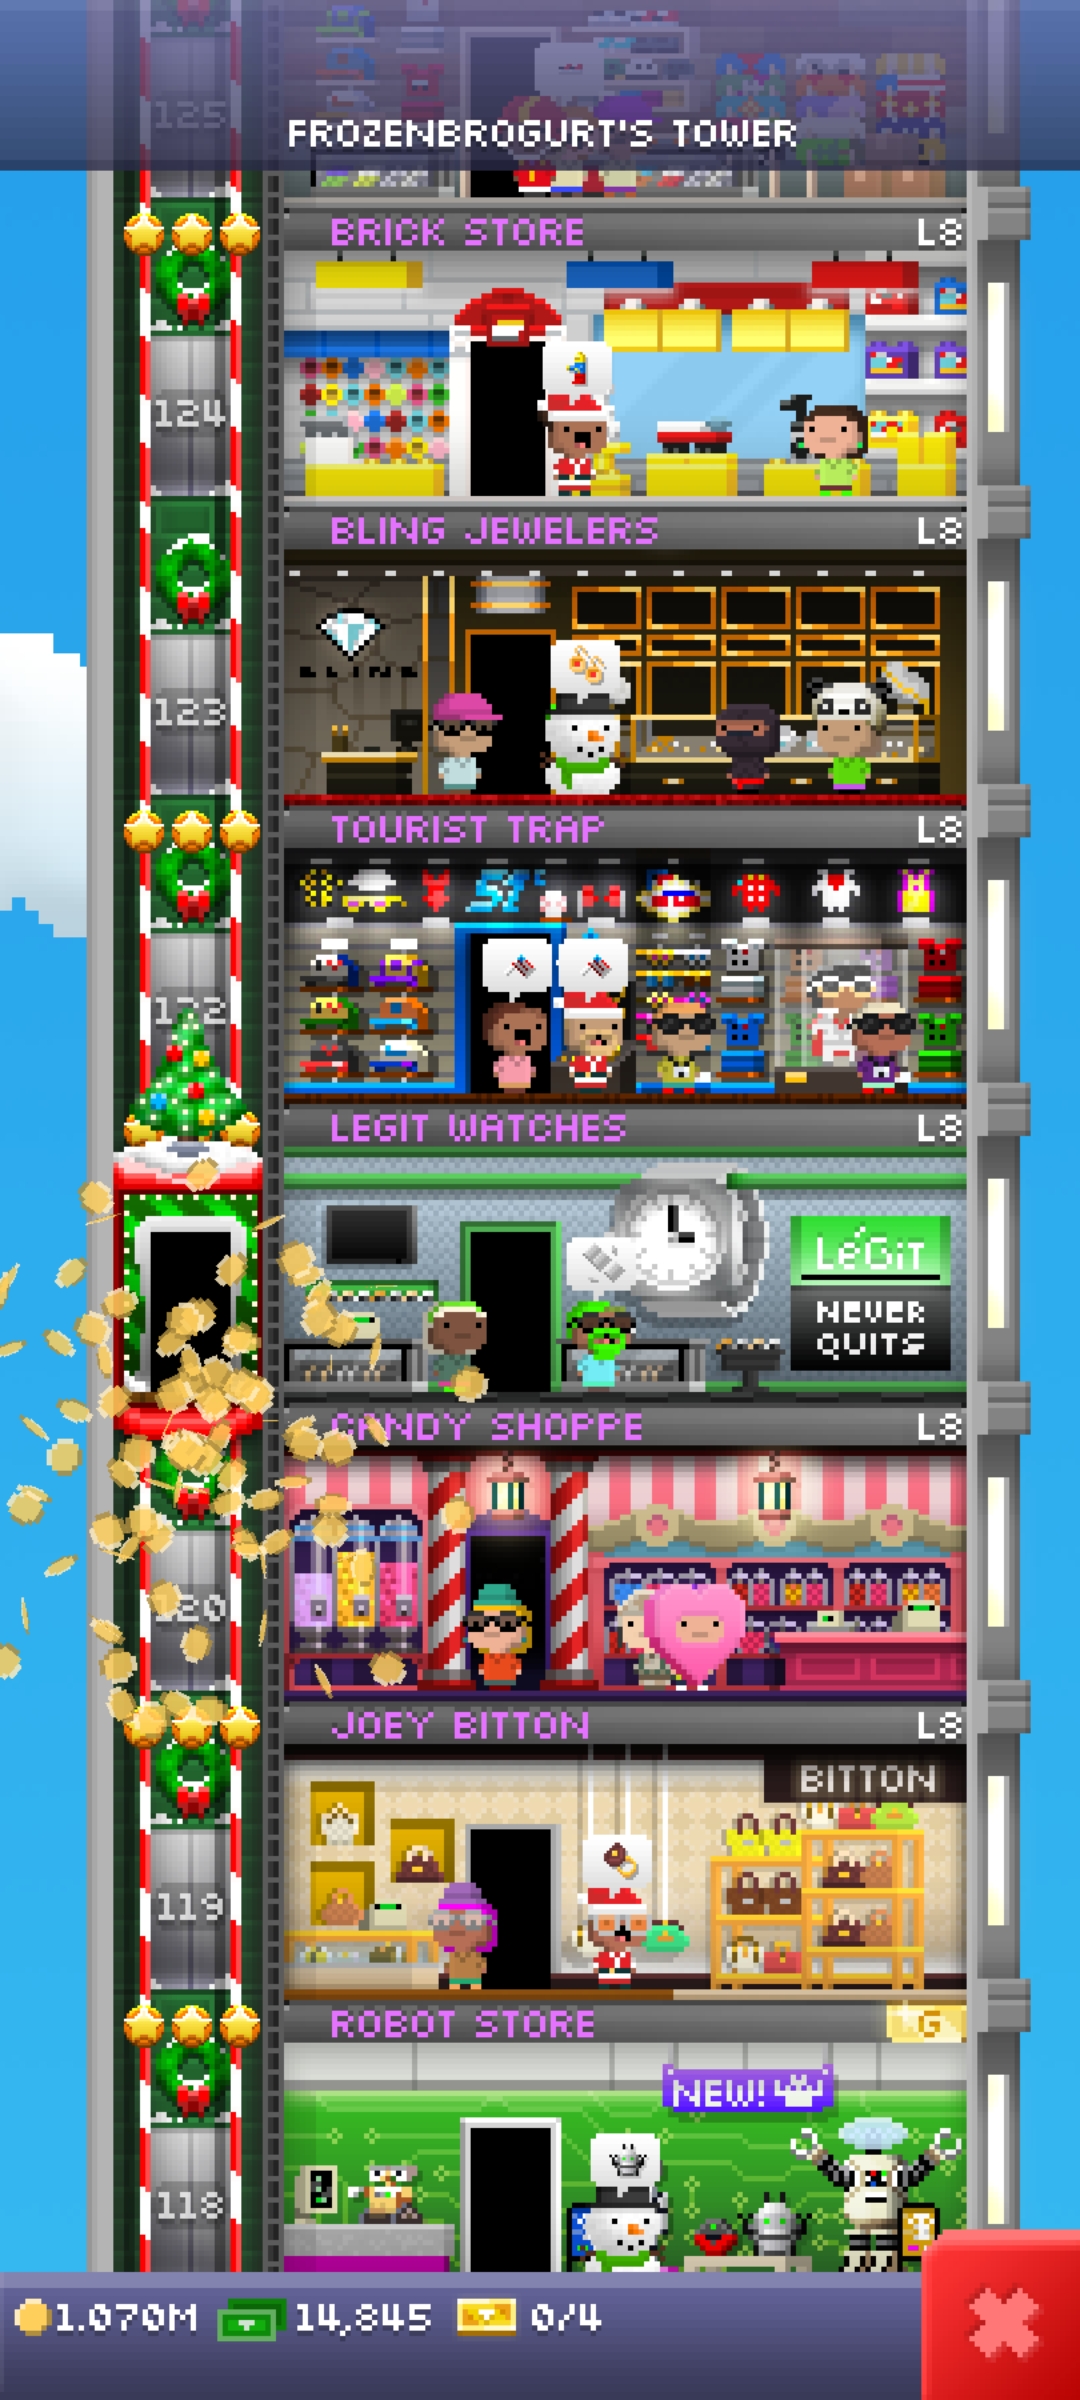 125
FROZENBROGURT'S TOWER
BRICK STORE L8
124
BLING JEWELERS L8
BLING
123
TOURIST TRAP L8
122
LEGIT WATCHES L8
LeGiT
NEVER
QUITS
CANDY SHOPPE L8
120
JOEY BITTON L8
BITTON
119
ROBOT STORE G
NEW!
118
1.070M 14,845 0/4